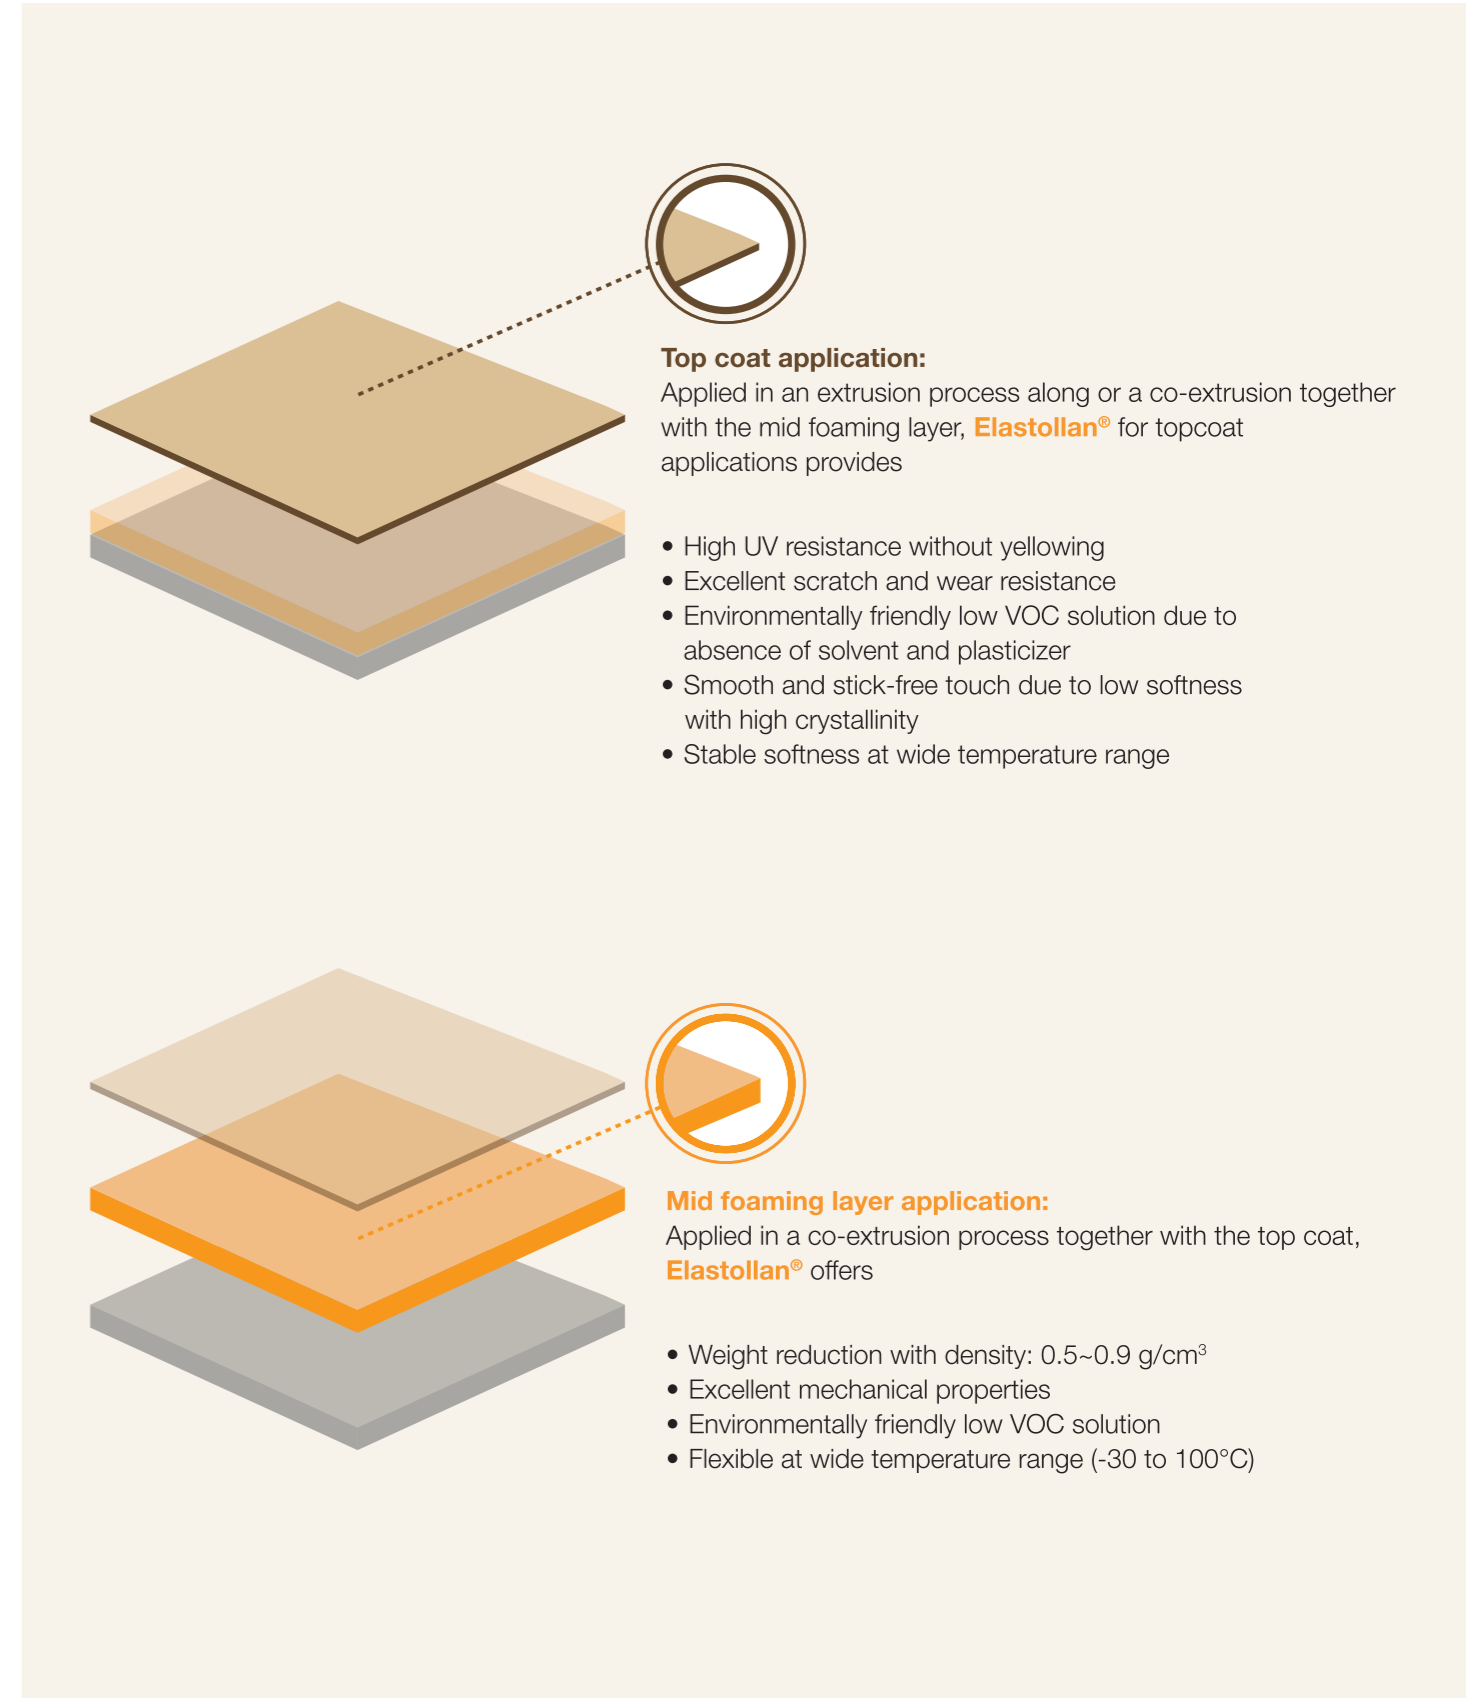 Top coat application:
Applied in an extrusion process along or a co-extrusion together
with the mid foaming layer, Elastollan® for topcoat
applications provides
• High UV resistance without yellowing
• Excellent scratch and wear resistance
• Environmentally friendly low VOC solution due to
absence of solvent and plasticizer
• Smooth and stick-free touch due to low softness
with high crystallinity
• Stable softness at wide temperature range
Mid foaming layer application:
Applied in a co-extrusion process together with the top coat,
Elastollan® offers
• Weight reduction with density: 0.5~0.9 g/cm³
• Excellent mechanical properties
• Environmentally friendly low VOC solution
• Flexible at wide temperature range (-30 to 100°C)